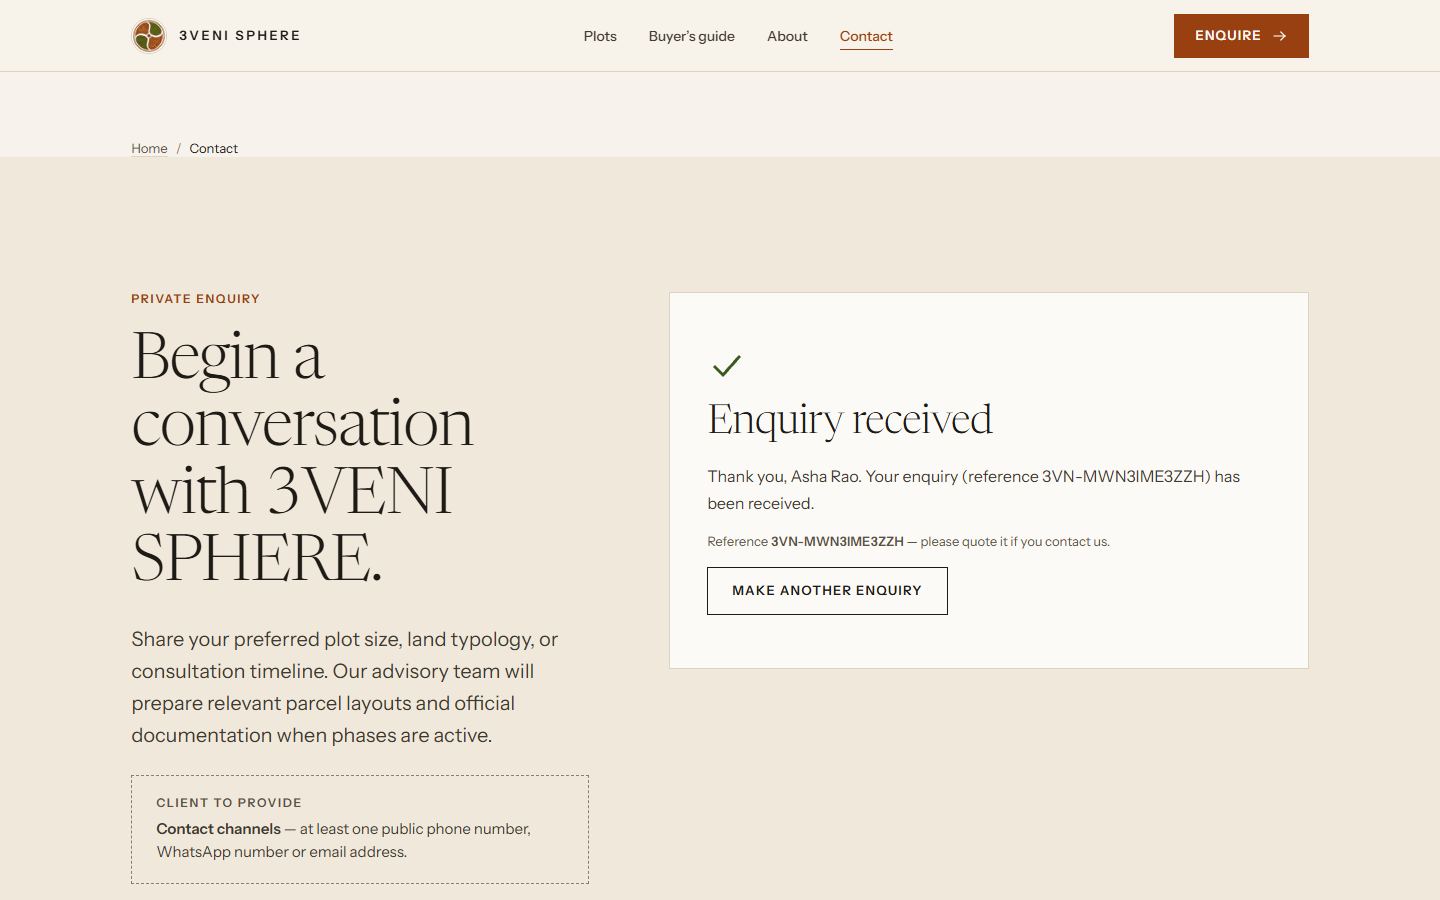 3VENI SPHERE
Plots
Buyer’s guide
About
Contact
ENQUIRE →
Home / Contact
PRIVATE ENQUIRY
Begin a
conversation
with 3VENI
SPHERE.
Share your preferred plot size, land typology, or
consultation timeline. Our advisory team will
prepare relevant parcel layouts and official
documentation when phases are active.
CLIENT TO PROVIDE
Contact channels — at least one public phone number,
WhatsApp number or email address.
Enquiry received
Thank you, Asha Rao. Your enquiry (reference 3VN-MWN3IME3ZZH) has
been received.
Reference 3VN-MWN3IME3ZZH — please quote it if you contact us.
MAKE ANOTHER ENQUIRY